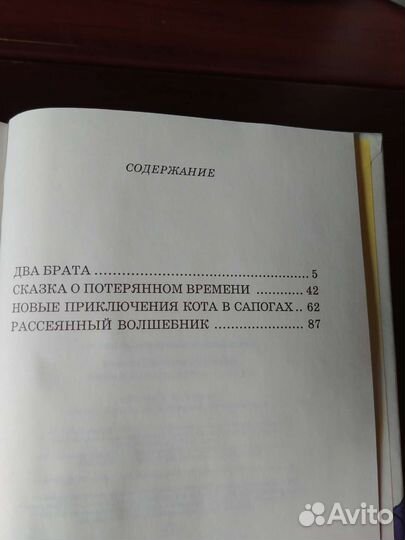 СОДЕРЖАНИЕ
ДВА БРАТА ........................................................ 5
СКАЗКА О ПОТЕРЯННОМ ВРЕМЕНИ ............ 42
НОВЫЕ ПРИКЛЮЧЕНИЯ КОТА В САПОГАХ .. 62
РАССЕЯННЫЙ ВОЛШЕБНИК ...................... 87
Avito